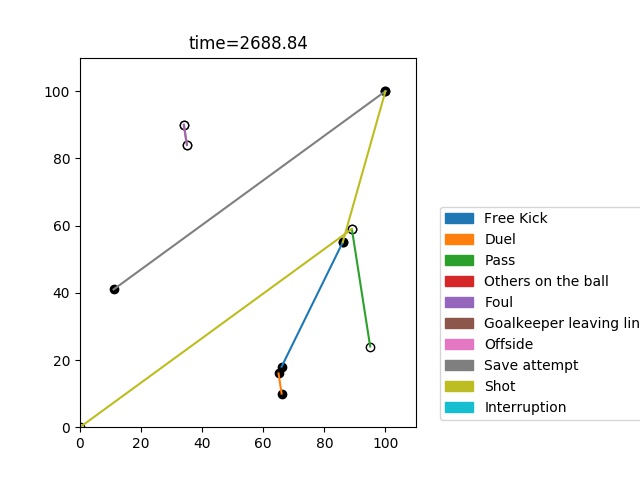 time=2688.84
100
80
60
40
20
0
0 20 40 60 80 100
Free Kick
Duel
Pass
Others on the ball
Foul
Goalkeeper leaving lin
Offside
Save attempt
Shot
Interruption